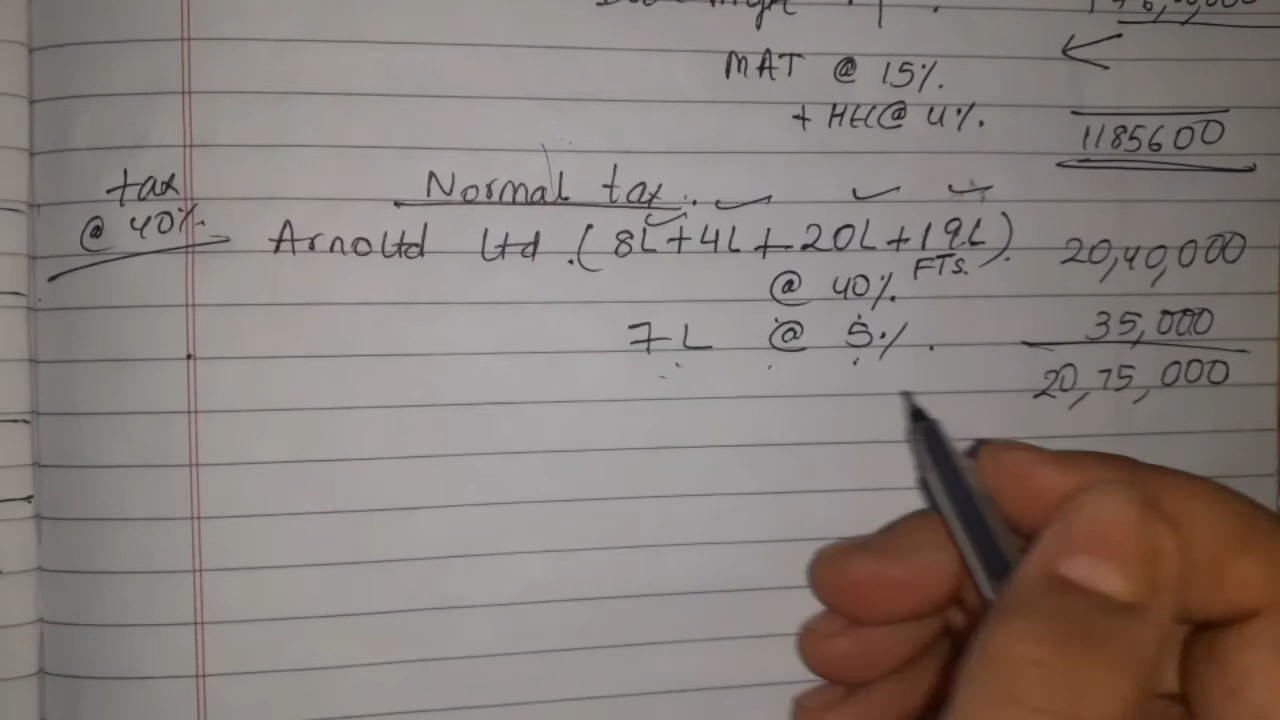 MAT @ 15%.
+ HEC @ 4%.
1185600
tax
@ 40%.
Normal tax.
Arnoltd Ltd. (8L+4L+20L+19L). 20,40,000
@ 40%. FTs.
7L @ 5%. 35,000
20,75,000